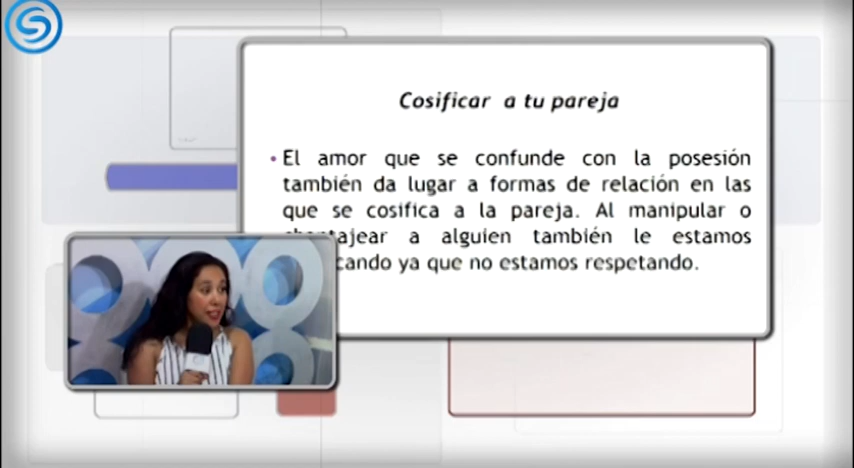 Cosificar a tu pareja
• El amor que se confunde con la posesión
también da lugar a formas de relación en las
que se cosifica a la pareja. Al manipular o
a alguien también le estamos
ya que no estamos respetando.